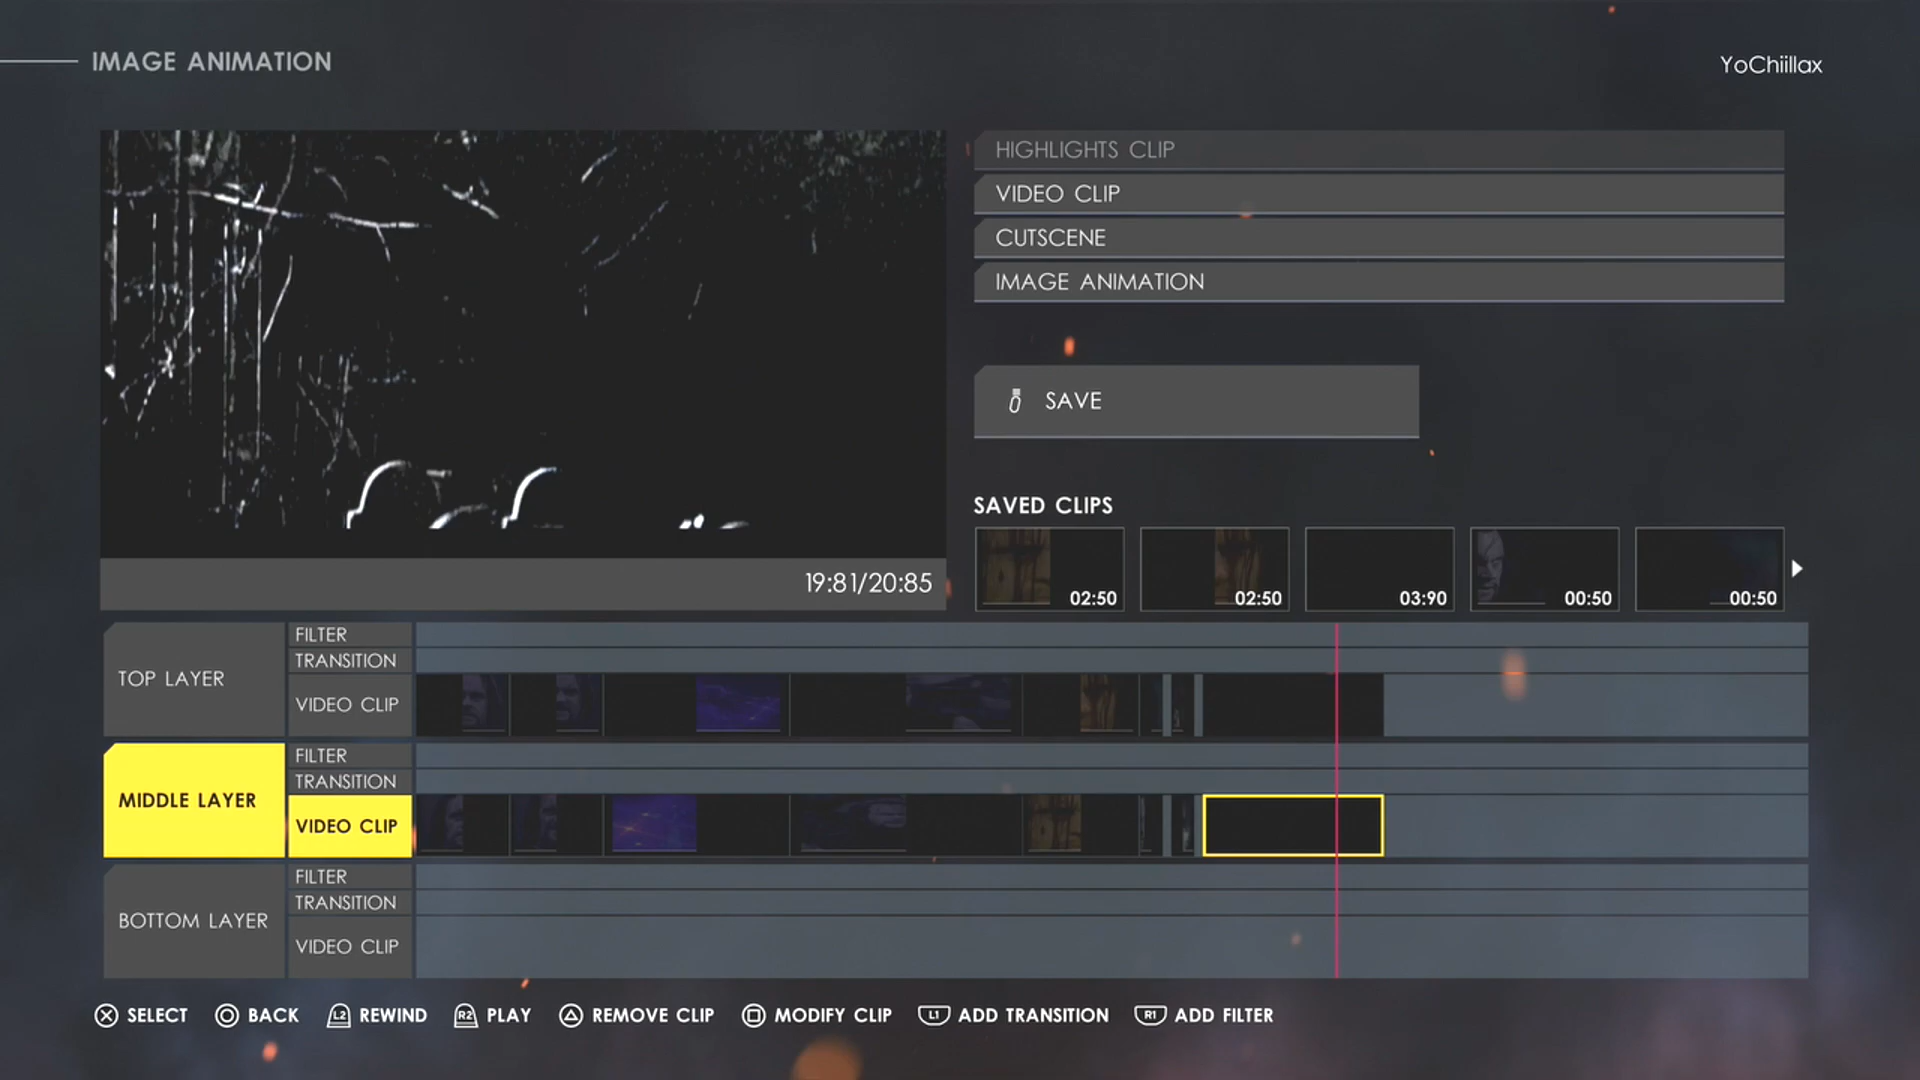 IMAGE ANIMATION
YoChiillax
HIGHLIGHTS CLIP
VIDEO CLIP
CUTSCENE
IMAGE ANIMATION
SAVE
19:81/20:85
SAVED CLIPS
02:50
02:50
03:90
00:50
00:50
TOP LAYER
FILTER
TRANSITION
VIDEO CLIP
MIDDLE LAYER
FILTER
TRANSITION
VIDEO CLIP
BOTTOM LAYER
FILTER
TRANSITION
VIDEO CLIP
SELECT BACK L2 REWIND R2 PLAY REMOVE CLIP MODIFY CLIP L1 ADD TRANSITION R1 ADD FILTER